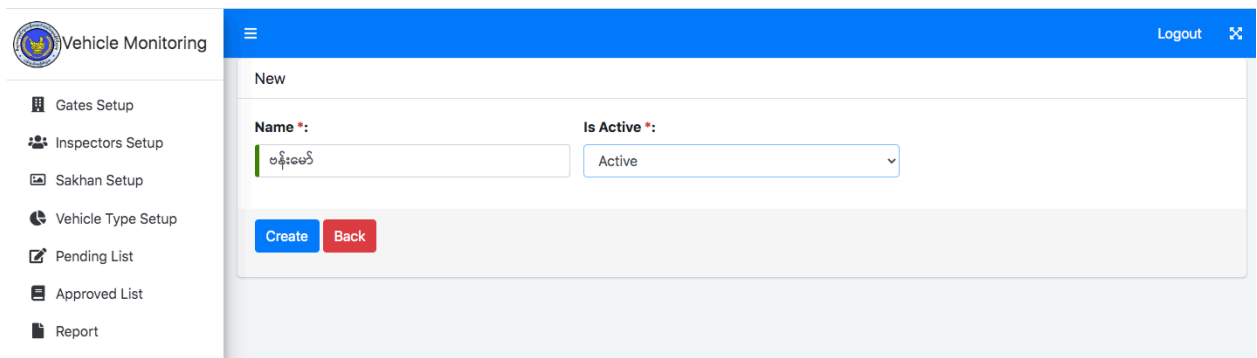 Vehicle Monitoring
Logout
New
Gates Setup
Name *:
Is Active *:
Inspectors Setup
ဗန်းမော်
Active
Sakhan Setup
Vehicle Type Setup
Create
Back
Pending List
Approved List
Report